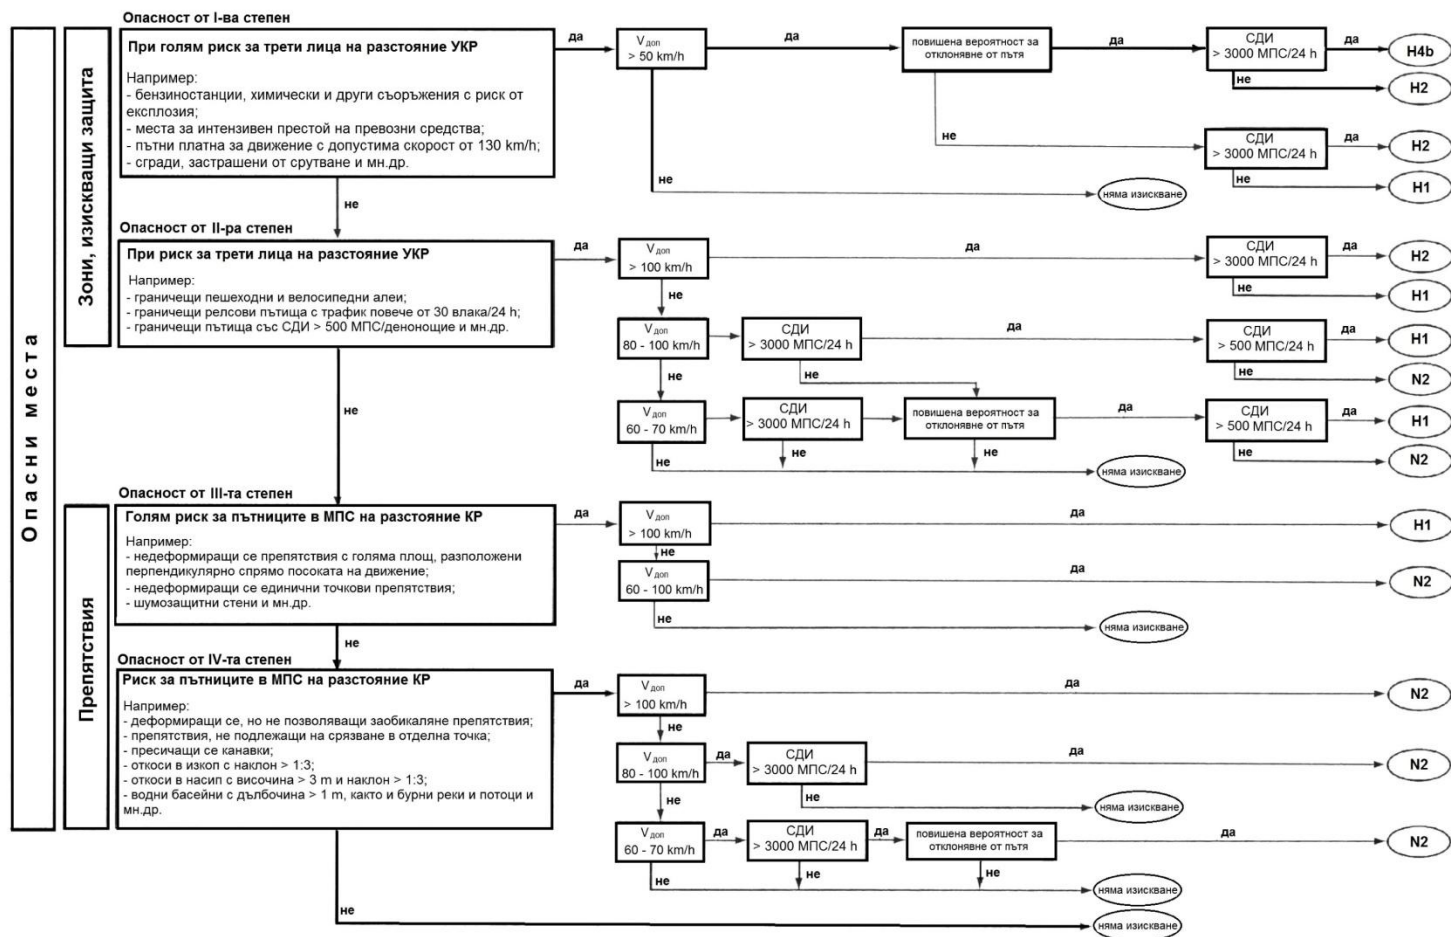 Опасни места
Зони, изискващи защита
Опасност от I-ва степен
При голям риск за трети лица на разстояние УКР
Например:
- бензиностанции, химически и други съоръжения с риск от
експлозия;
- места за интензивен престой на превозни средства;
- пътни платна за движение с допустима скорост от 130 km/h;
- сгради, застрашени от срутване и мн.др.
да
V доп
> 50 km/h
да
повишена вероятност за
отклоняване от пътя
да
СДИ
> 3000 МПС/24 h
да
H4b
не
H2
не
СДИ
> 3000 МПС/24 h
да
H2
не
H1
не
няма изискване
не
Опасност от II-ра степен
При риск за трети лица на разстояние УКР
Например:
- граничещи пешеходни и велосипедни алеи;
- граничещи релсови пътища с трафик повече от 30 влака/24 h;
- граничещи пътища със СДИ > 500 МПС/денонощие и мн.др.
да
V доп
> 100 km/h
да
СДИ
> 3000 МПС/24 h
да
H2
не
H1
не
V доп
80 - 100 km/h
да
СДИ
> 3000 МПС/24 h
да
СДИ
> 500 МПС/24 h
да
H1
не
N2
не
не
V доп
60 - 70 km/h
да
СДИ
> 3000 МПС/24 h
да
повишена вероятност за
отклоняване от пътя
да
СДИ
> 500 МПС/24 h
да
H1
не
N2
не
не
не
няма изискване
не
Препятствия
Опасност от III-та степен
Голям риск за пътниците в МПС на разстояние КР
Например:
- недеформиращи се препятствия с голяма площ, разположени
перпендикулярно спрямо посоката на движение;
- недеформиращи се единични точкови препятствия;
- шумозащитни стени и мн.др.
да
V доп
> 100 km/h
да
H1
не
V доп
60 - 100 km/h
да
N2
не
няма изискване
не
Опасност от IV-та степен
Риск за пътниците в МПС на разстояние КР
Например:
- деформиращи се, но не позволяващи заобикаляне препятствия;
- препятствия, не подлежащи на срязване в отделна точка;
- пресичащи се канавки;
- откоси в изкоп с наклон > 1:3;
- откоси в насип с височина > 3 m и наклон > 1:3;
- водни басейни с дълбочина > 1 m, както и бурни реки и потоци и
мн.др.
да
V доп
> 100 km/h
да
N2
не
V доп
80 - 100 km/h
да
СДИ
> 3000 МПС/24 h
да
N2
не
няма изискване
не
V доп
60 - 70 km/h
да
СДИ
> 3000 МПС/24 h
да
повишена вероятност за
отклоняване от пътя
да
N2
не
не
не
няма изискване
не
няма изискване